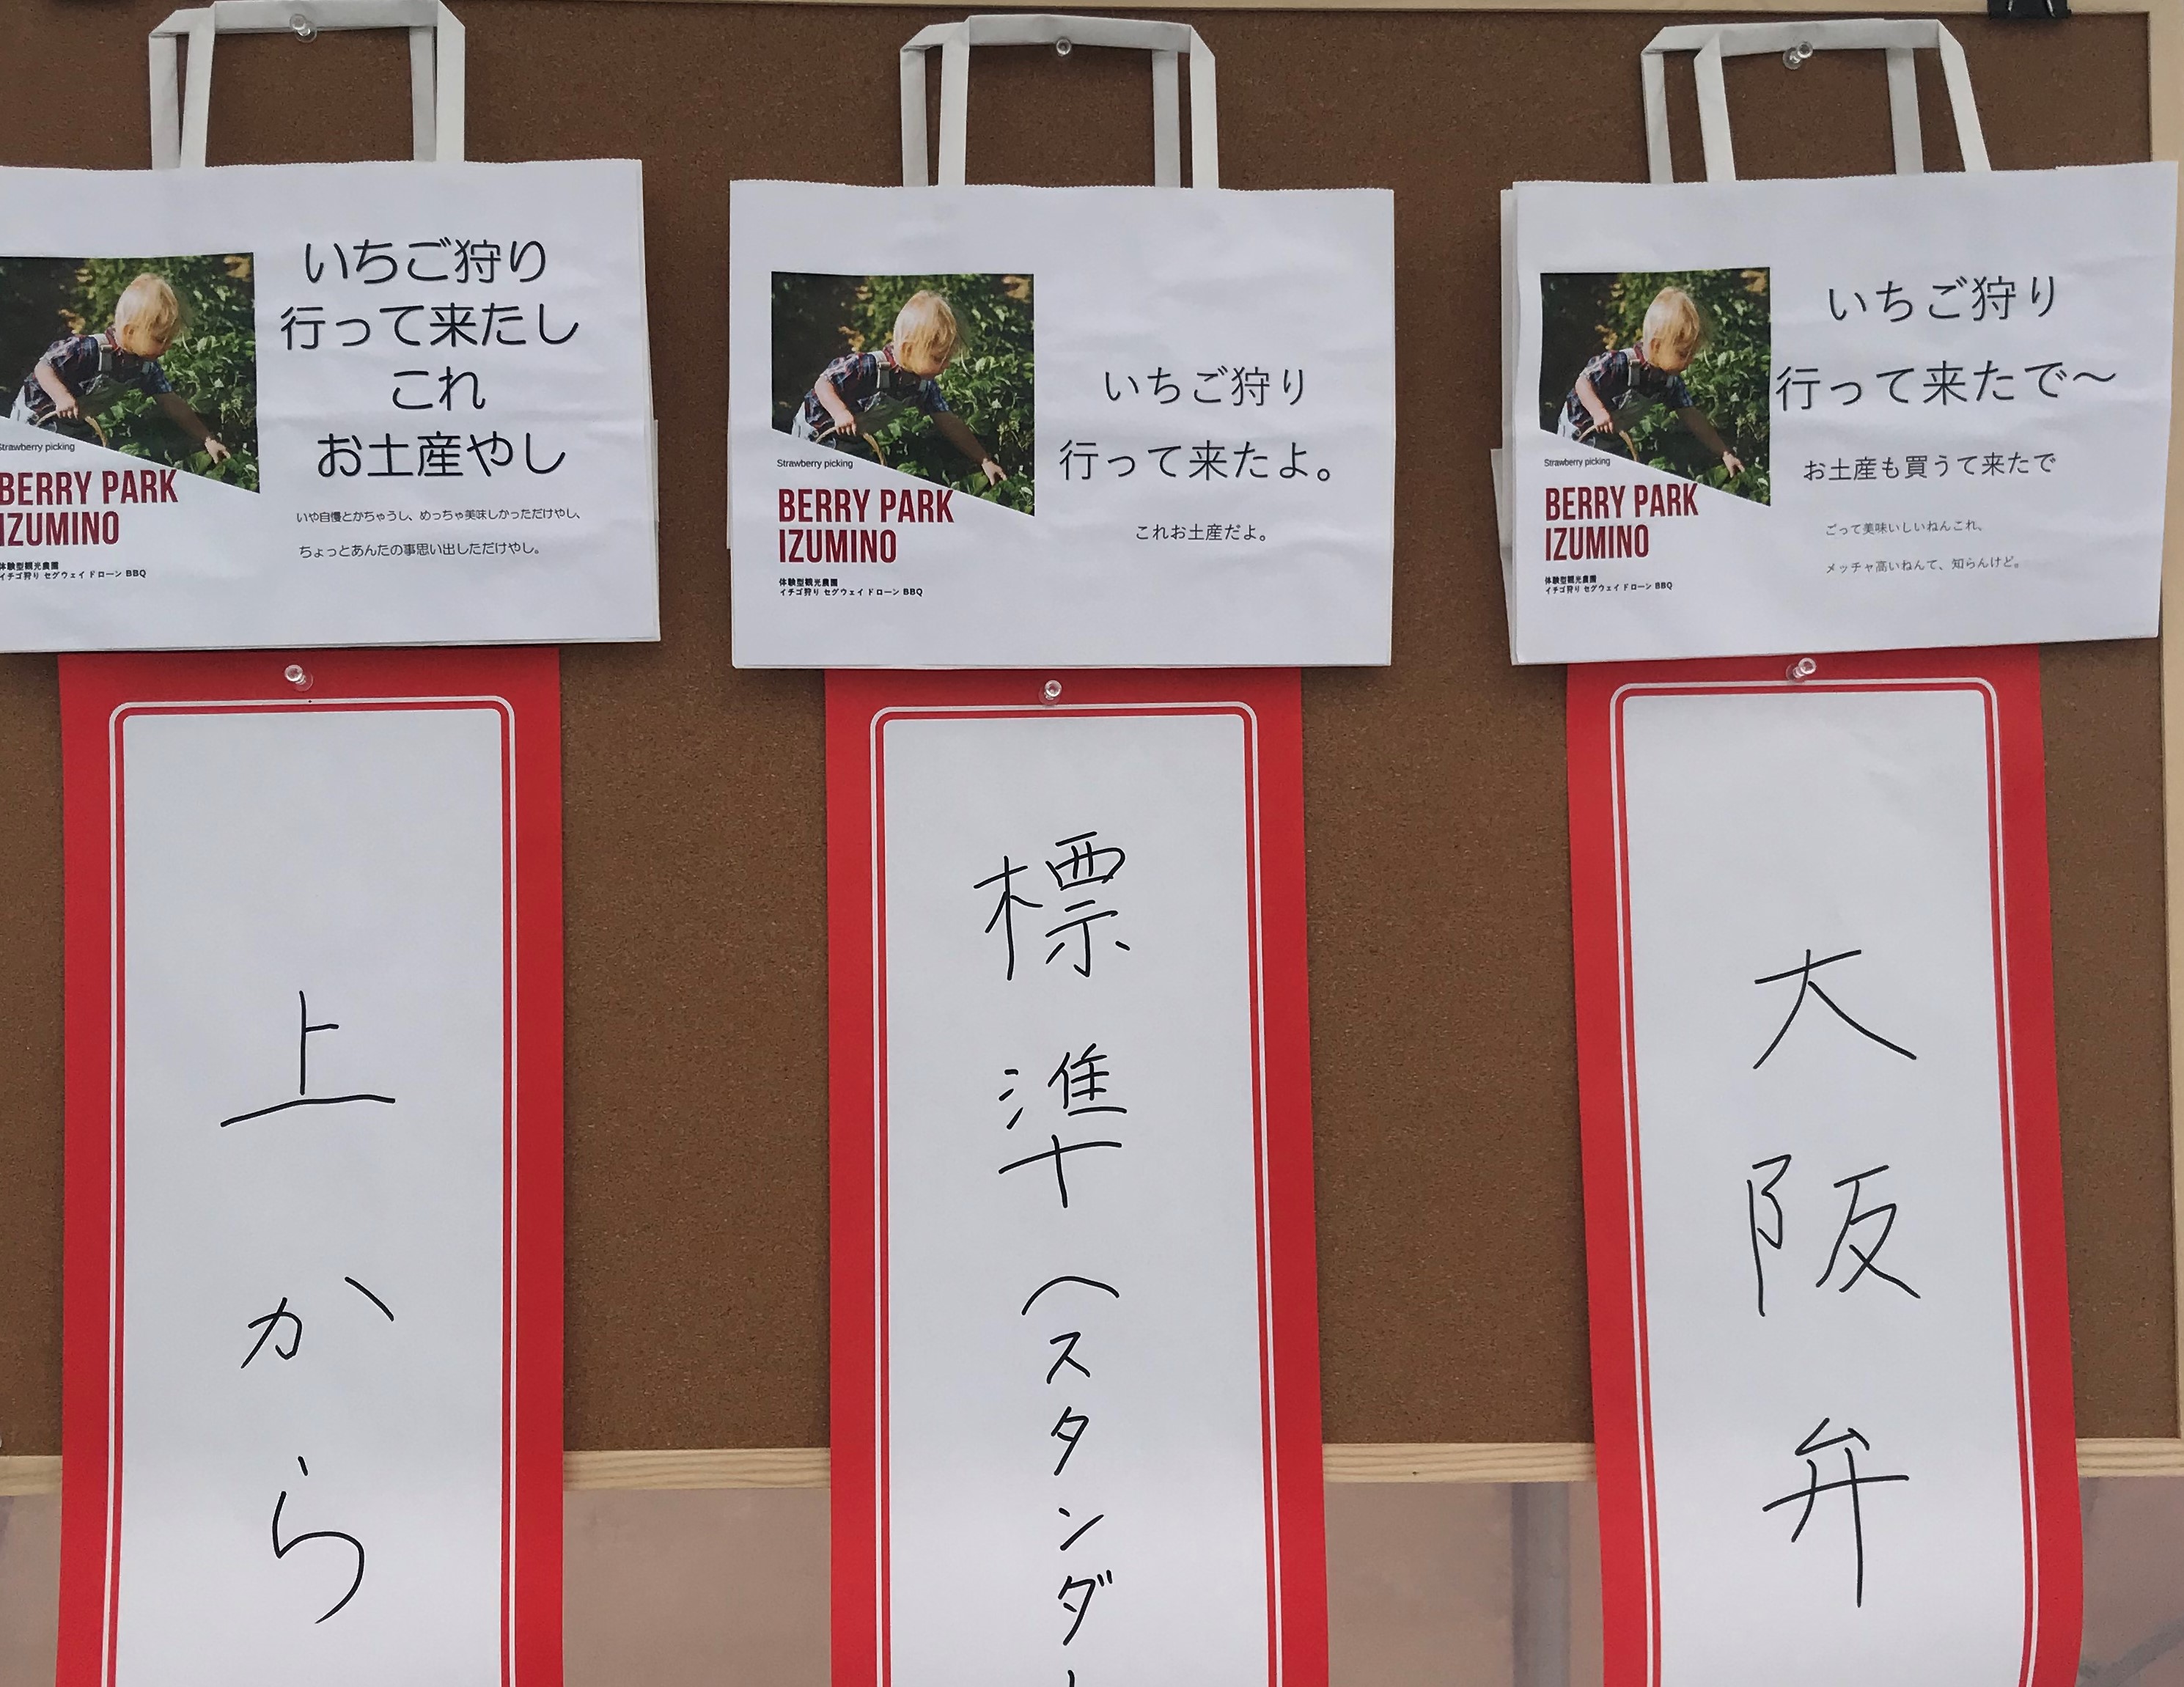 いちご狩り
行って来たし
これ
お土産やし
いや自慢とかちゃうし、めっちゃ美味しかっただけやし、
ちょっとあんたの事思い出しただけやし。
Strawberry picking
BERRY PARK
IZUMINO
体験型観光農園
イチゴ狩り セグウェイ ドローン BBQ
上から
いちご狩り
行って来たよ。
これお土産だよ。
Strawberry picking
BERRY PARK
IZUMINO
体験型観光農園
イチゴ狩り セグウェイ ドローン BBQ
標準(スタンダー
いちご狩り
行って来たで〜
お土産も買うて来たで
ごって美味いしいねんこれ、
メッチャ高いねんて、知らんけど。
Strawberry picking
BERRY PARK
IZUMINO
体験型観光農園
イチゴ狩り セグウェイ ドローン BBQ
大阪弁